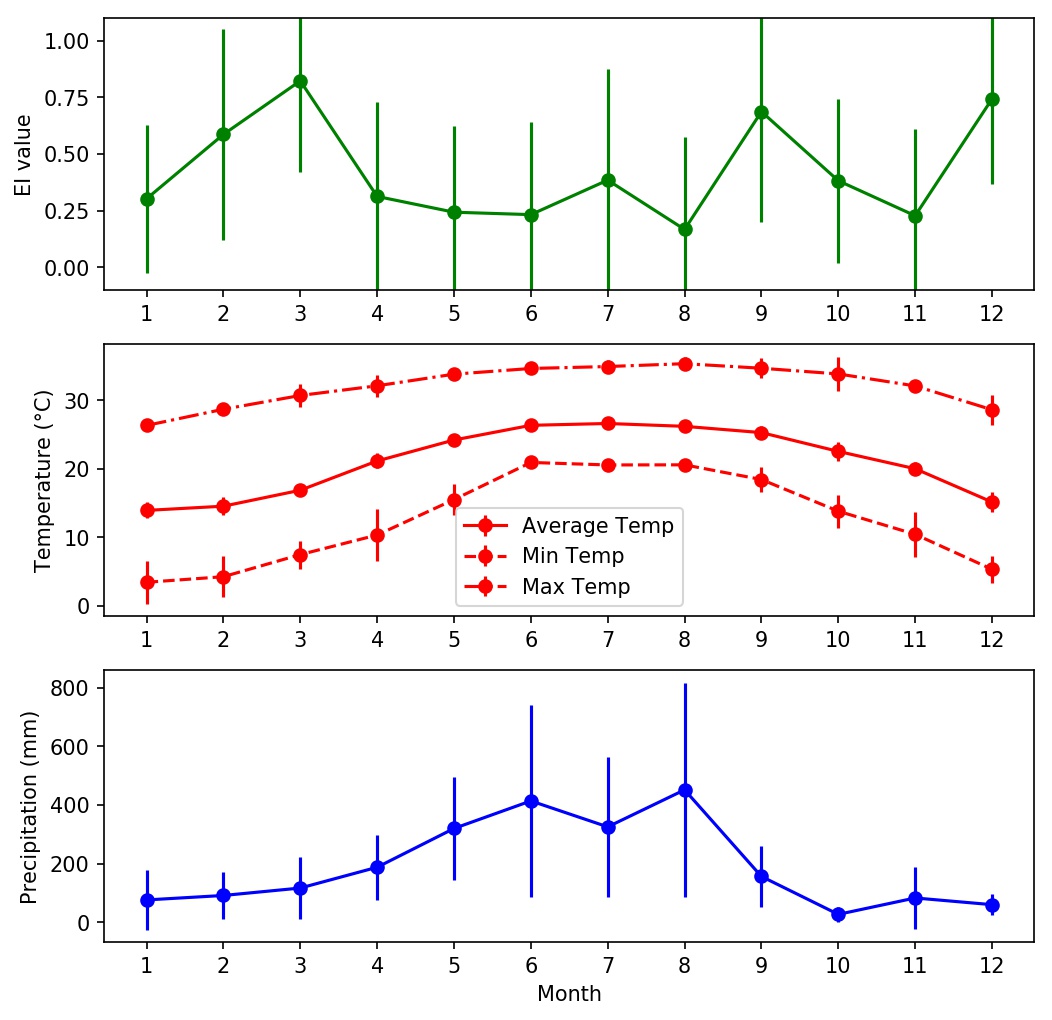 EI value
1.00
0.75
0.50
0.25
0.00
1 2 3 4 5 6 7 8 9 10 11 12
Temperature (°C)
30
20
10
0
Average Temp
Min Temp
Max Temp
1 2 3 4 5 6 7 8 9 10 11 12
Precipitation (mm)
800
600
400
200
0
1 2 3 4 5 6 7 8 9 10 11 12
Month